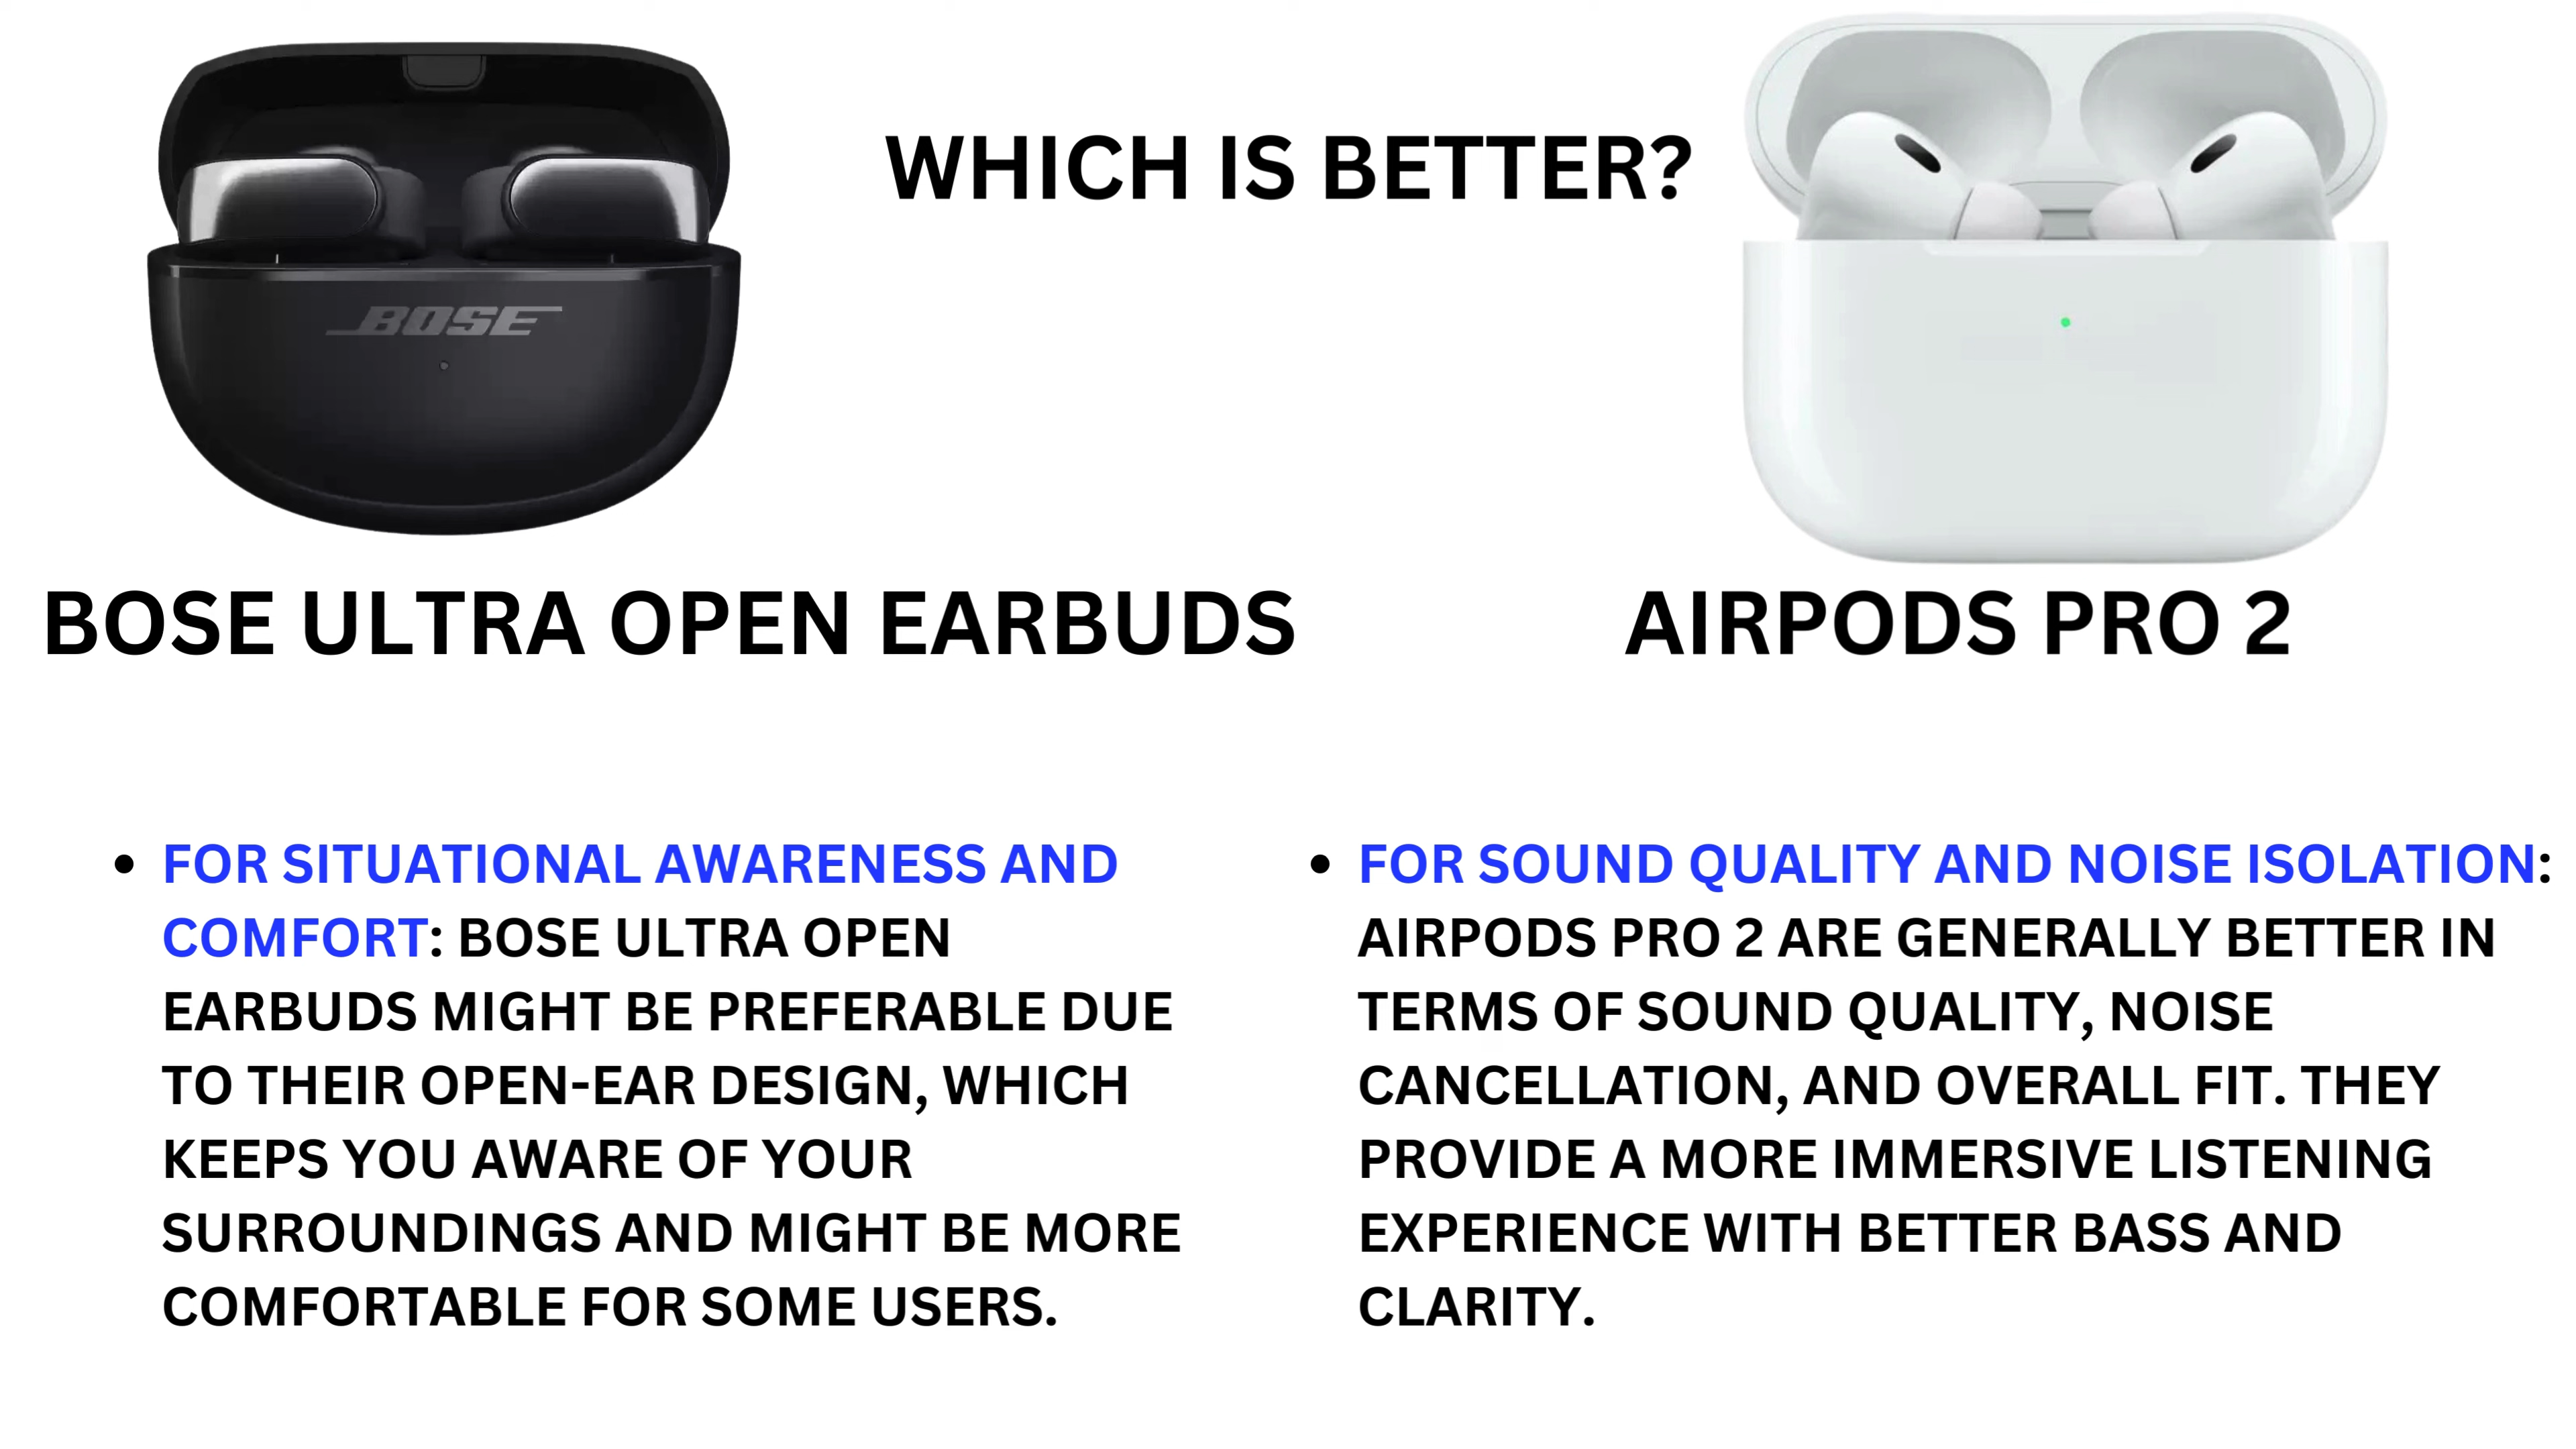 WHICH IS BETTER?
BOSE
BOSE ULTRA OPEN EARBUDS
AIRPODS PRO 2
• FOR SITUATIONAL AWARENESS AND
COMFORT: BOSE ULTRA OPEN
EARBUDS MIGHT BE PREFERABLE DUE
TO THEIR OPEN-EAR DESIGN, WHICH
KEEPS YOU AWARE OF YOUR
SURROUNDINGS AND MIGHT BE MORE
COMFORTABLE FOR SOME USERS.
• FOR SOUND QUALITY AND NOISE ISOLATION:
AIRPODS PRO 2 ARE GENERALLY BETTER IN
TERMS OF SOUND QUALITY, NOISE
CANCELLATION, AND OVERALL FIT. THEY
PROVIDE A MORE IMMERSIVE LISTENING
EXPERIENCE WITH BETTER BASS AND
CLARITY.